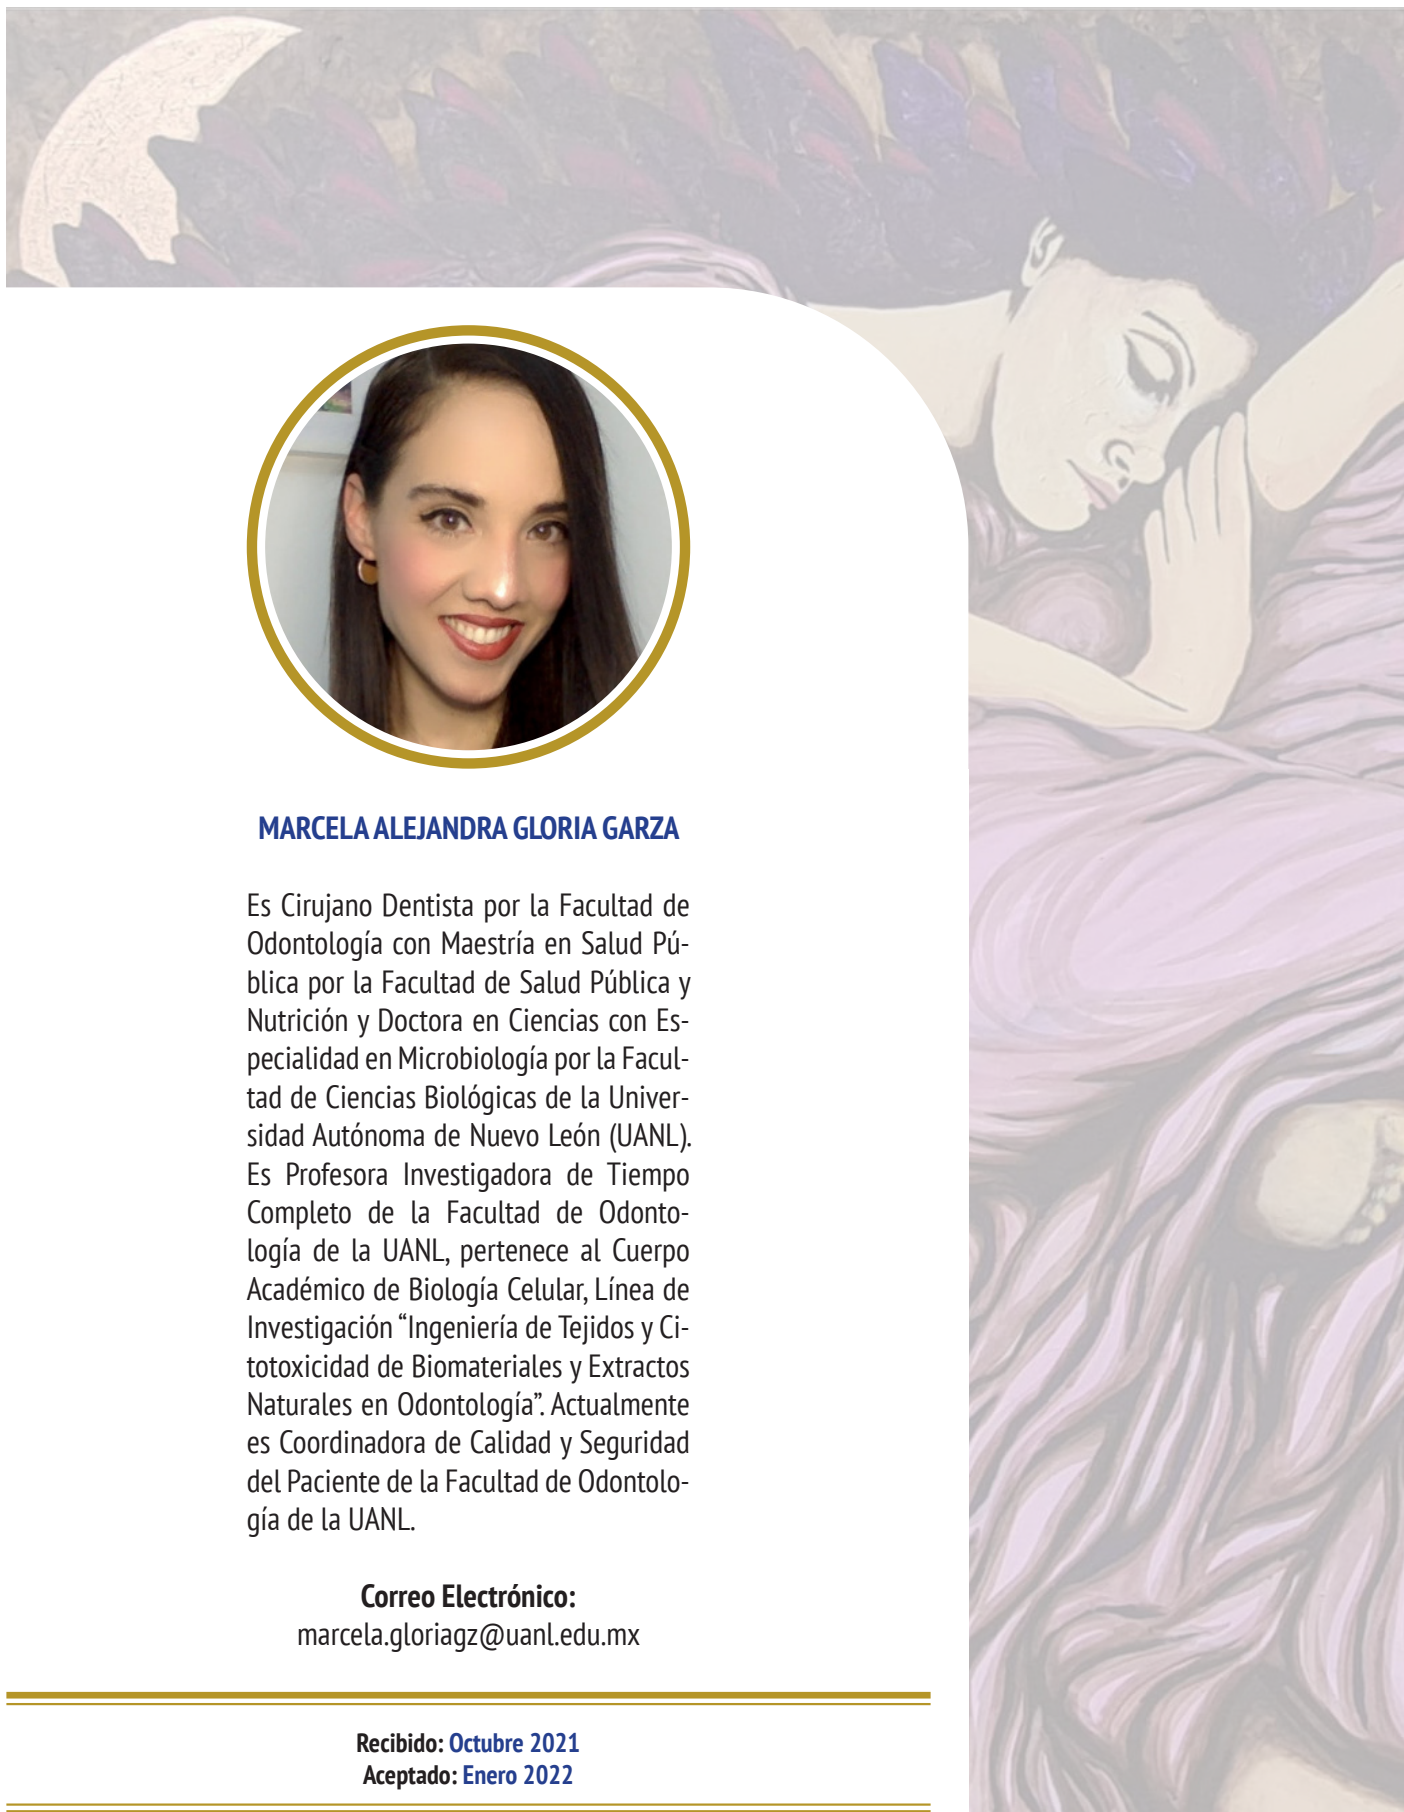 MARCELA ALEJANDRA GLORIA GARZA
Es Cirujano Dentista por la Facultad de
Odontología con Maestría en Salud Pú-
blica por la Facultad de Salud Pública y
Nutrición y Doctora en Ciencias con Es-
pecialidad en Microbiología por la Facul-
tad de Ciencias Biológicas de la Univer-
sidad Autónoma de Nuevo León (UANL).
Es Profesora Investigadora de Tiempo
Completo de la Facultad de Odonto-
logía de la UANL, pertenece al Cuerpo
Académico de Biología Celular, Línea de
Investigación “Ingeniería de Tejidos y Ci-
totoxicidad de Biomateriales y Extractos
Naturales en Odontología”. Actualmente
es Coordinadora de Calidad y Seguridad
del Paciente de la Facultad de Odontolo-
gía de la UANL.
Correo Electrónico:
marcela.gloriagz@uanl.edu.mx
Recibido: Octubre 2021
Aceptado: Enero 2022